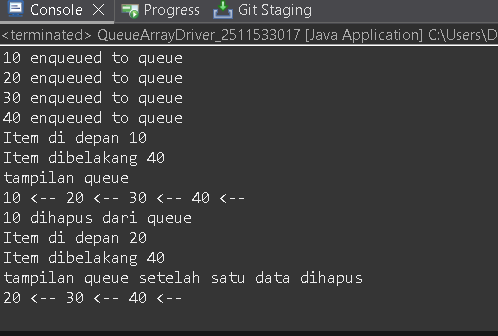 Console Progress Git Staging
<terminated> QueueArrayDriver_2511533017 [Java Application] C:\Users\D
10 enqueued to queue
20 enqueued to queue
30 enqueued to queue
40 enqueued to queue
Item di depan 10
Item dibelakang 40
tampilan queue
10 <-- 20 <-- 30 <-- 40 <--
10 dihapus dari queue
Item di depan 20
Item dibelakang 40
tampilan queue setelah satu data dihapus
20 <-- 30 <-- 40 <--